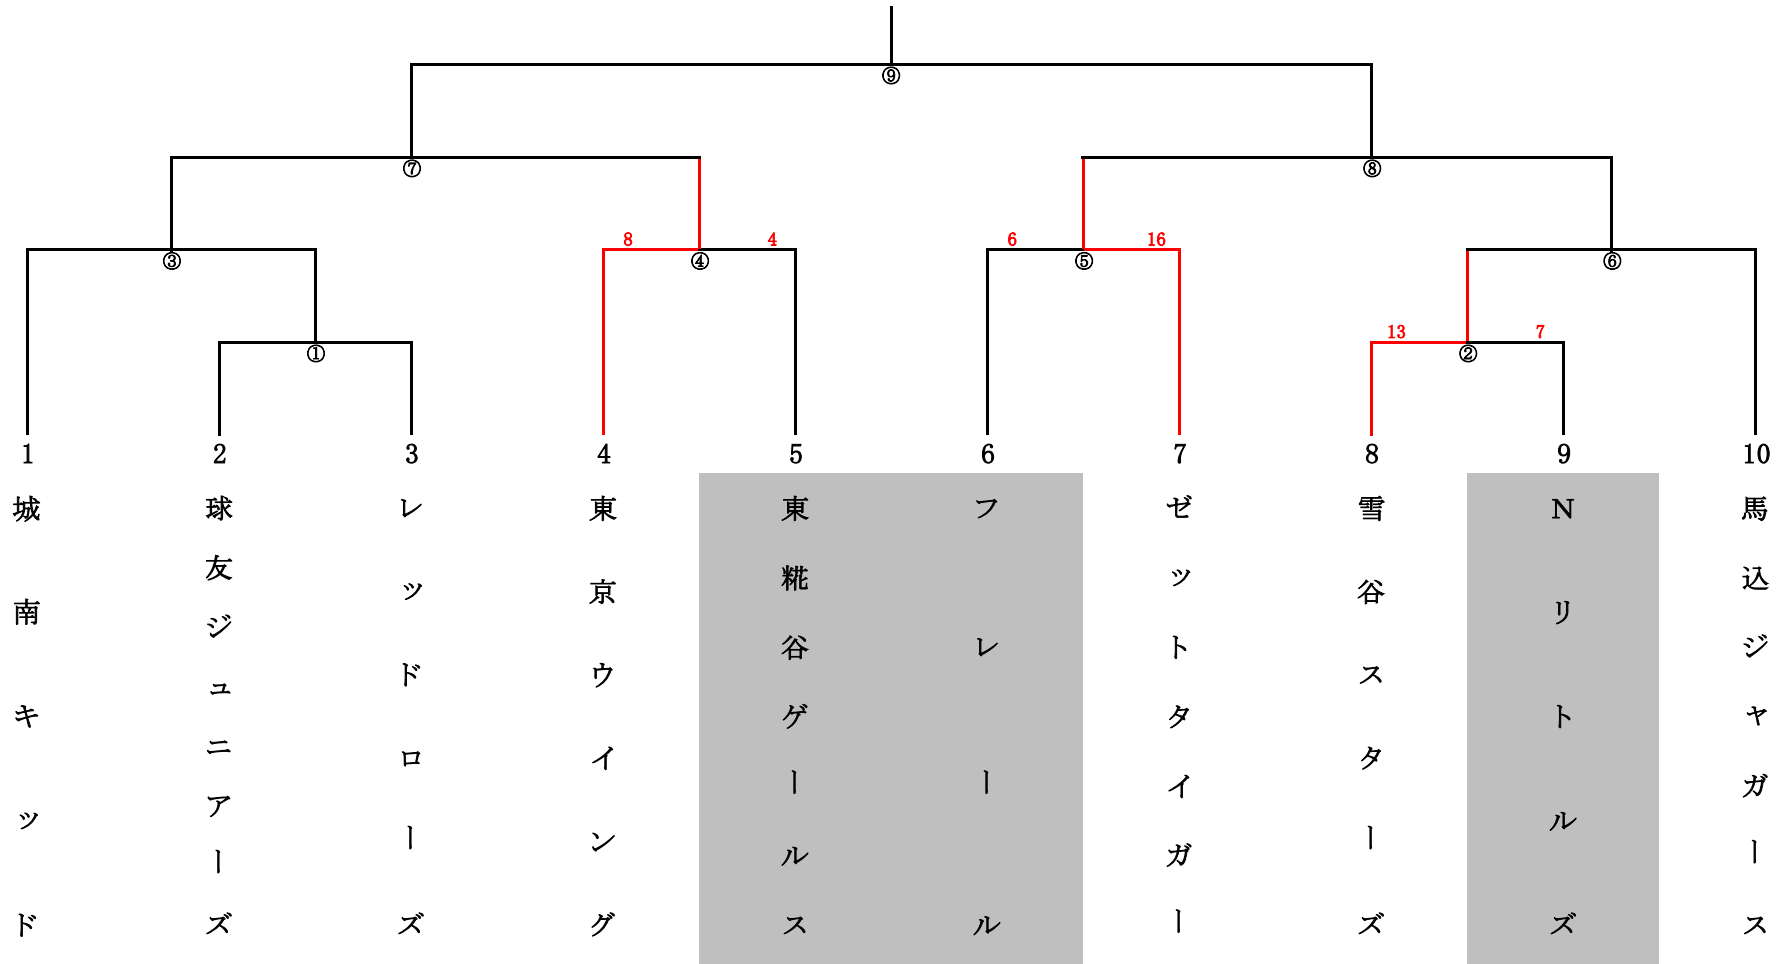 ⑨
⑦
⑧
8 4 6 16
③ ④ ⑤ ⑥
13 7
① ②
1 2 3 4 5 6 7 8 9 10
城南キッド
球友ジュニアーズ
レッドローズ
東京ウイング
東糀谷ゲールス
フレール
ゼットタイガー
雪谷スターズ
Nリトルズ
馬込ジャガース